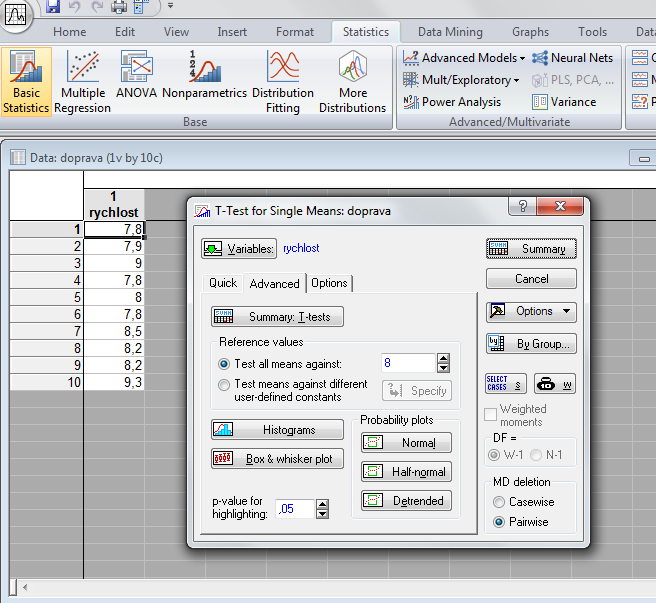 Home Edit View Insert Format Statistics Data Mining Graphs Tools Data
Basic Statistics
Multiple Regression
ANOVA
Nonparametrics
Distribution Fitting
More Distributions
Base
Advanced Models
Mult/Exploratory
Power Analysis
Neural Nets
PLS, PCA, ...
Variance
Advanced/Multivariate
Data: doprava (1v by 10c)
1
rychlost
1 7,8
2 7,9
3 9
4 7,8
5 8
6 7,8
7 8,5
8 8,2
9 8,2
10 9,3
T-Test for Single Means: doprava
?
Variables: rychlost
Quick Advanced Options
Summary: T-tests
Reference values
Test all means against: 8
Test means against different
user-defined constants
Specify
Histograms
Box & whisker plot
Probability plots
Normal
Half-normal
Detrended
p-value for
highlighting: ,05
Summary
Cancel
Options
By Group...
SELECT CASES S
W
Weighted
moments
DF =
W-1 N-1
MD deletion
Casewise
Pairwise